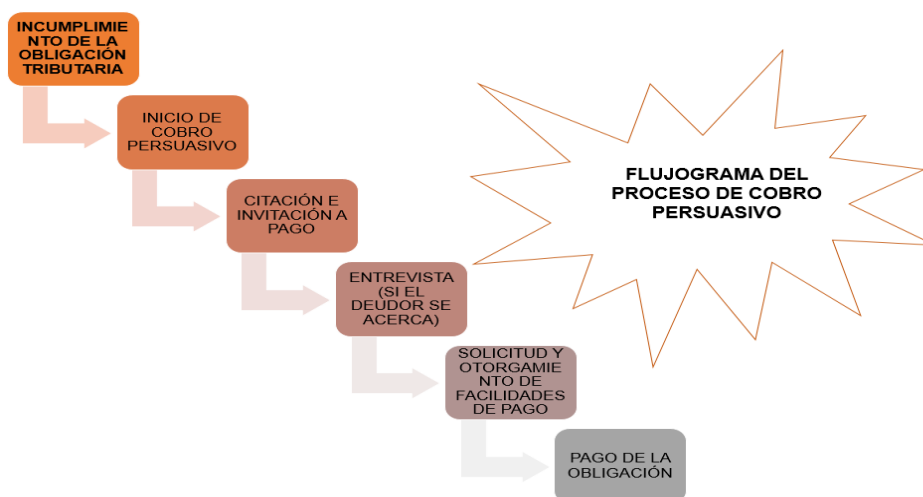 INCUMPLIMIE
NTO DE LA
OBLIGACIÓN
TRIBUTARIA
INICIO DE
COBRO
PERSUASIVO
FLUJOGRAMA DEL
PROCESO DE COBRO
PERSUASIVO
CITACIÓN E
INVITACIÓN A
PAGO
ENTREVISTA
(SI EL
DEUDOR SE
ACERCA)
SOLICITUD Y
OTORGAMIE
NTO DE
FACILIDADES
DE PAGO
PAGO DE LA
OBLIGACIÓN